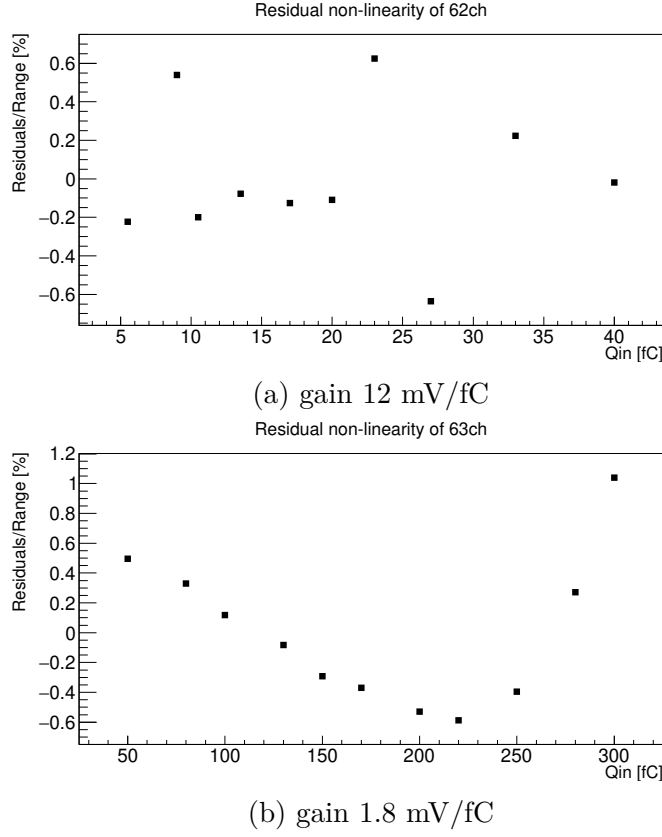 Residual non-linearity of 62ch
Residuals/Range [%]
0.6
0.4
0.2
0
−0.2
−0.4
−0.6
5 10 15 20 25 30 35 40
Qin [fC]
(a) gain 12 mV/fC
Residual non-linearity of 63ch
Residuals/Range [%]
1.2
1
0.8
0.6
0.4
0.2
0
−0.2
−0.4
−0.6
50 100 150 200 250 300
Qin [fC]
(b) gain 1.8 mV/fC